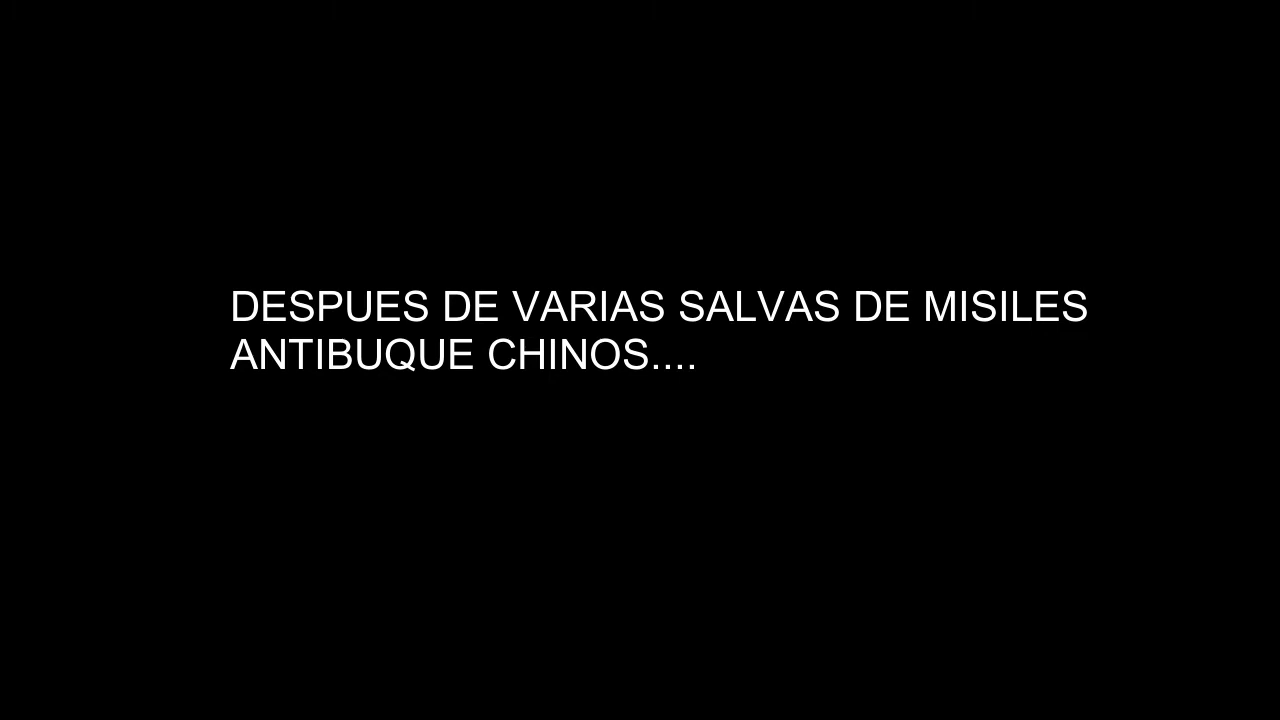 DESPUES DE VARIAS SALVAS DE MISILES
ANTIBUQUE CHINOS....